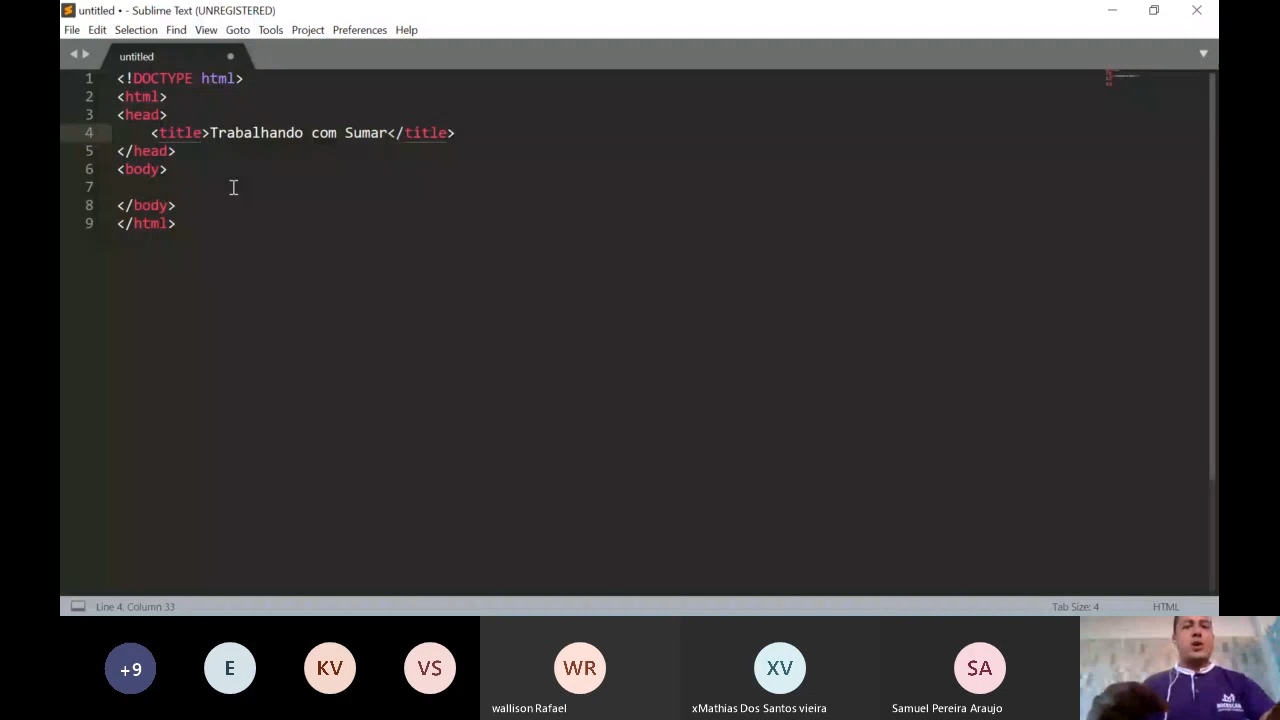 untitled • - Sublime Text (UNREGISTERED)
File Edit Selection Find View Goto Tools Project Preferences Help
untitled
1 <!DOCTYPE html>
2 <html>
3 <head>
4 <title>Trabalhando com Sumar</title>
5 </head>
6 <body>
7
8 </body>
9 </html>
Line 4, Column 33 Tab Size: 4 HTML
+9 E KV VS WR XV SA
wallison Rafael xMathias Dos Santos vieira Samuel Pereira Araujo